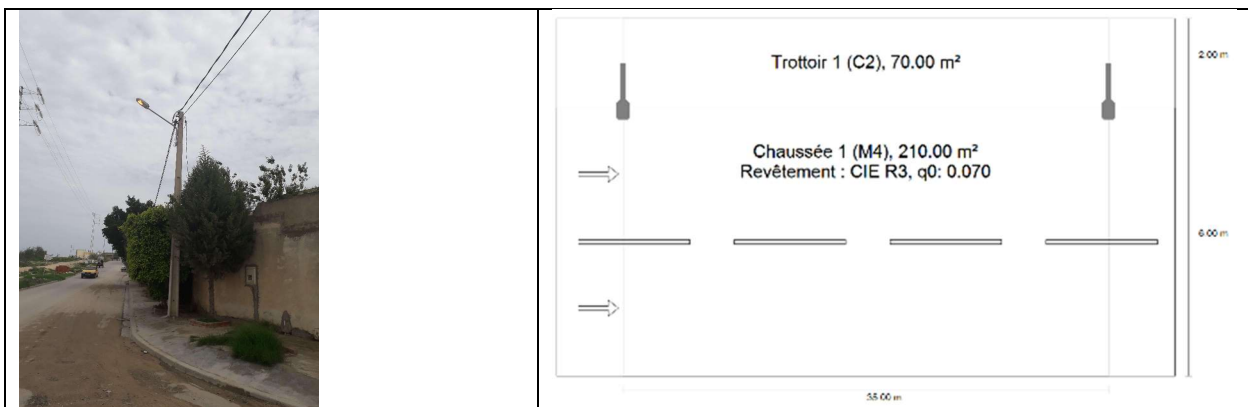 Trottoir 1 (C2), 70.00 m²
2.00 m
Chaussée 1 (M4), 210.00 m²
Revêtement : CIE R3, q0: 0.070
6.00 m
35.00 m